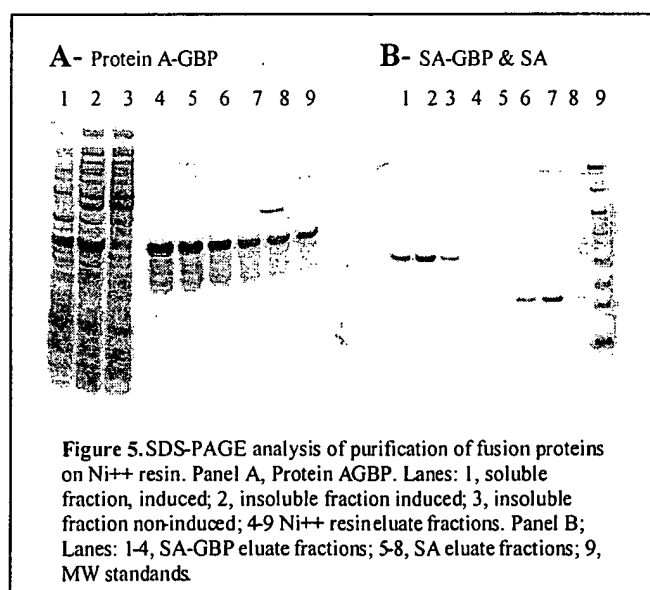 A- Protein A-GBP
B- SA-GBP & SA
1 2 3 4 5 6 7 8 9
1 2 3 4 5 6 7 8 9
Figure 5. SDS-PAGE analysis of purification of fusion proteins
on Ni++ resin. Panel A, Protein AGBP. Lanes: 1, soluble
fraction, induced; 2, insoluble fraction induced; 3, insoluble
fraction non-induced; 4-9 Ni++ resin eluate fractions. Panel B;
Lanes: 1-4, SA-GBP eluate fractions; 5-8, SA eluate fractions; 9,
MW standands.